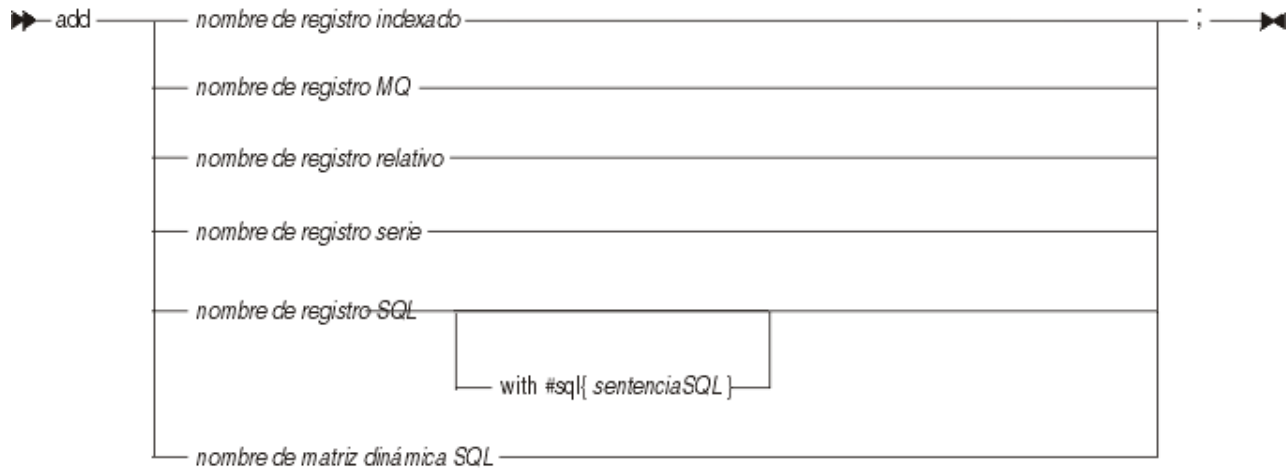 add nombre de registro indexado ;
nombre de registro MQ
nombre de registro relativo
nombre de registro serie
nombre de registro SQL
with #sql{ sentenciaSQL }
nombre de matriz dinámica SQL